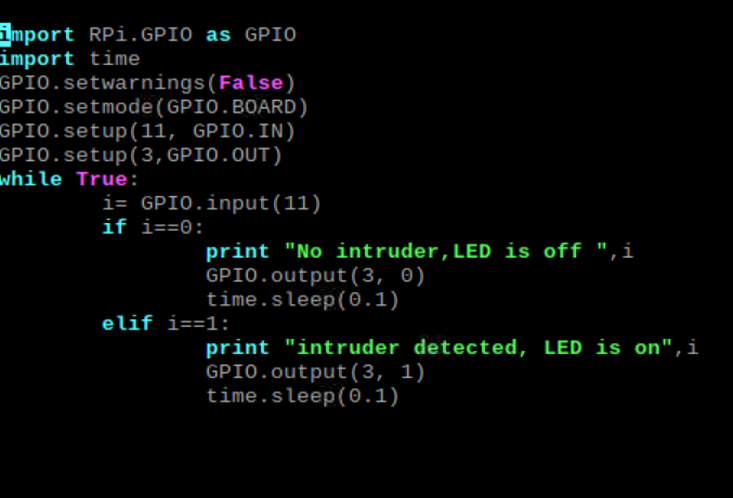 import RPi.GPIO as GPIO
import time
GPIO.setwarnings(False)
GPIO.setmode(GPIO.BOARD)
GPIO.setup(11, GPIO.IN)
GPIO.setup(3,GPIO.OUT)
while True:
        i= GPIO.input(11)
        if i==0:
                print "No intruder,LED is off ",i
                GPIO.output(3, 0)
                time.sleep(0.1)
        elif i==1:
                print "intruder detected, LED is on",i
                GPIO.output(3, 1)
                time.sleep(0.1)